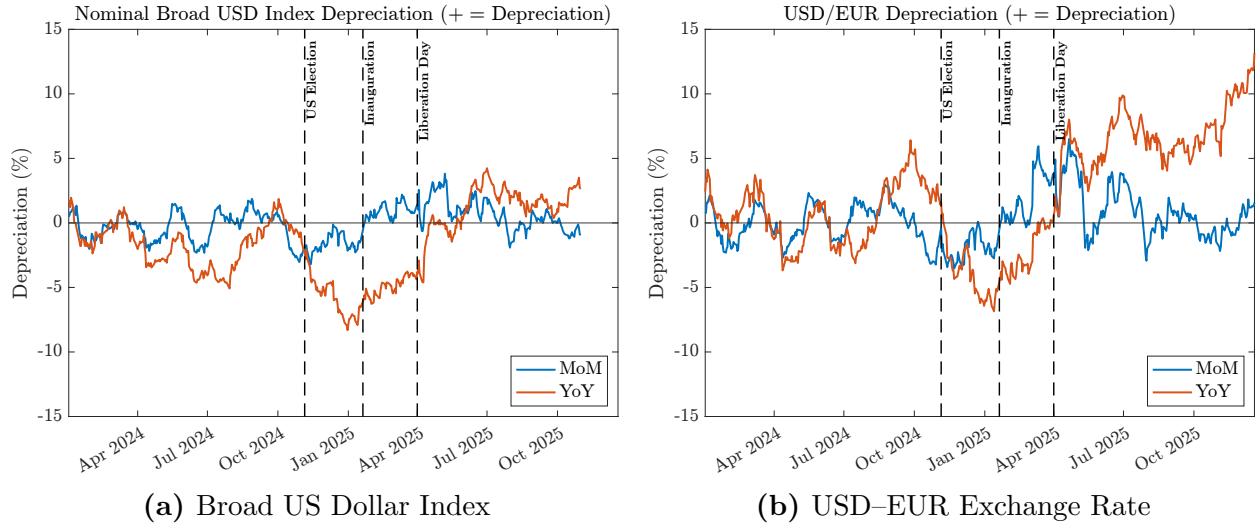 Nominal Broad USD Index Depreciation (+ = Depreciation)
15
10
5
0
-5
-10
-15
Depreciation (%)
US Election
Inauguration
Liberation Day
MoM
YoY
Apr 2024
Jul 2024
Oct 2024
Jan 2025
Apr 2025
Jul 2025
Oct 2025
(a) Broad US Dollar Index
USD/EUR Depreciation (+ = Depreciation)
15
10
5
0
-5
-10
-15
Depreciation (%)
US Election
Inauguration
Liberation Day
MoM
YoY
Apr 2024
Jul 2024
Oct 2024
Jan 2025
Apr 2025
Jul 2025
Oct 2025
(b) USD–EUR Exchange Rate